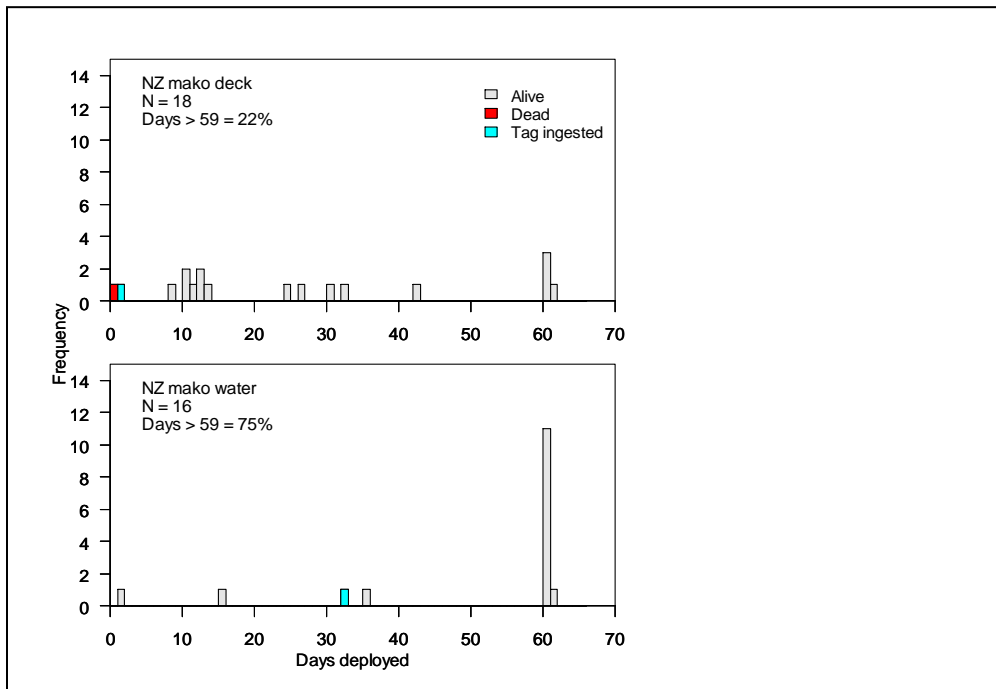 14
12
10
8
6
4
2
0
NZ mako deck
N = 18
Days > 59 = 22%
Alive
Dead
Tag ingested
0 10 20 30 40 50 60 70
Frequency
14
12
10
8
6
4
2
0
NZ mako water
N = 16
Days > 59 = 75%
0 10 20 30 40 50 60 70
Days deployed